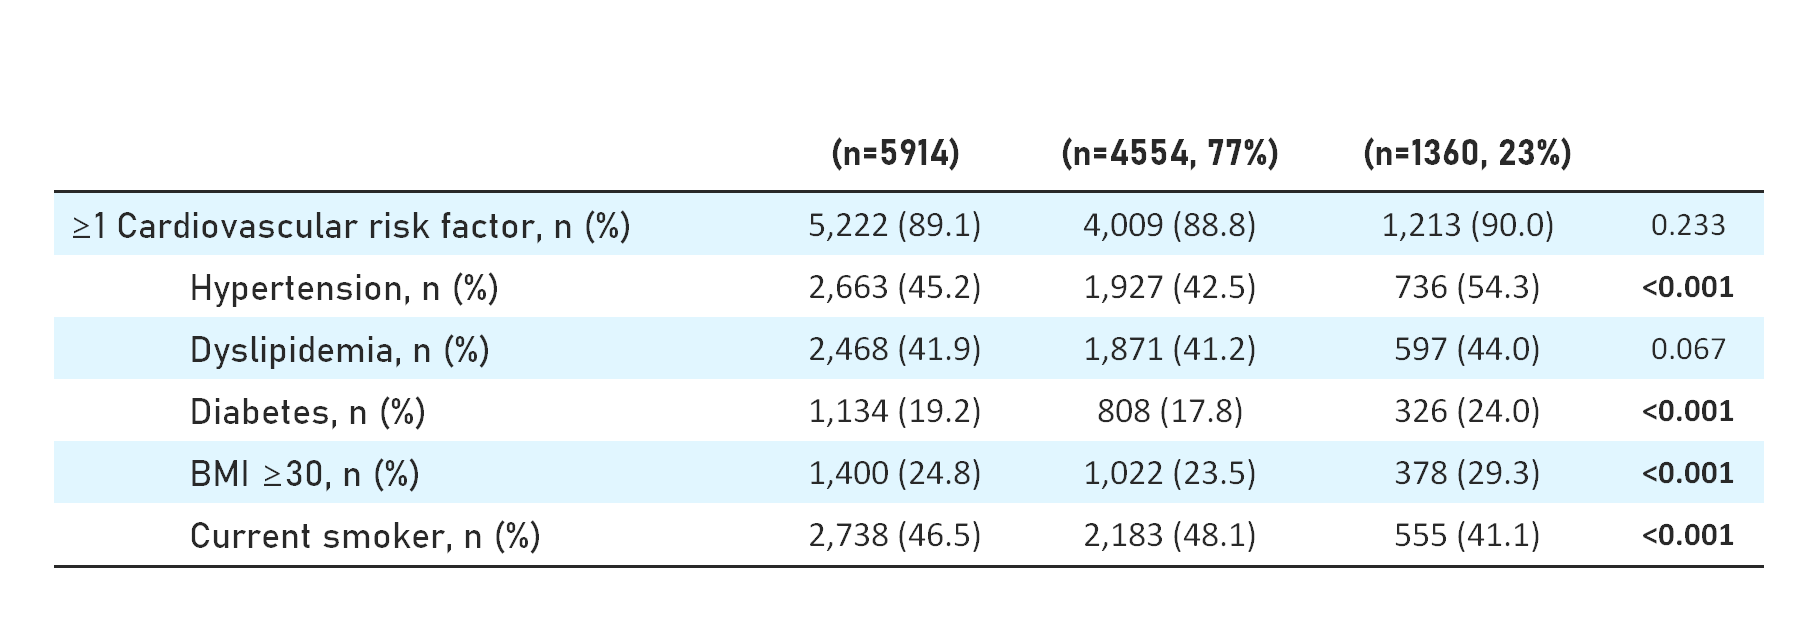 (n=5914) (n=4554, 77%) (n=1360, 23%)
≥1 Cardiovascular risk factor, n (%) 5,222 (89.1) 4,009 (88.8) 1,213 (90.0) 0.233
Hypertension, n (%) 2,663 (45.2) 1,927 (42.5) 736 (54.3) <0.001
Dyslipidemia, n (%) 2,468 (41.9) 1,871 (41.2) 597 (44.0) 0.067
Diabetes, n (%) 1,134 (19.2) 808 (17.8) 326 (24.0) <0.001
BMI ≥30, n (%) 1,400 (24.8) 1,022 (23.5) 378 (29.3) <0.001
Current smoker, n (%) 2,738 (46.5) 2,183 (48.1) 555 (41.1) <0.001